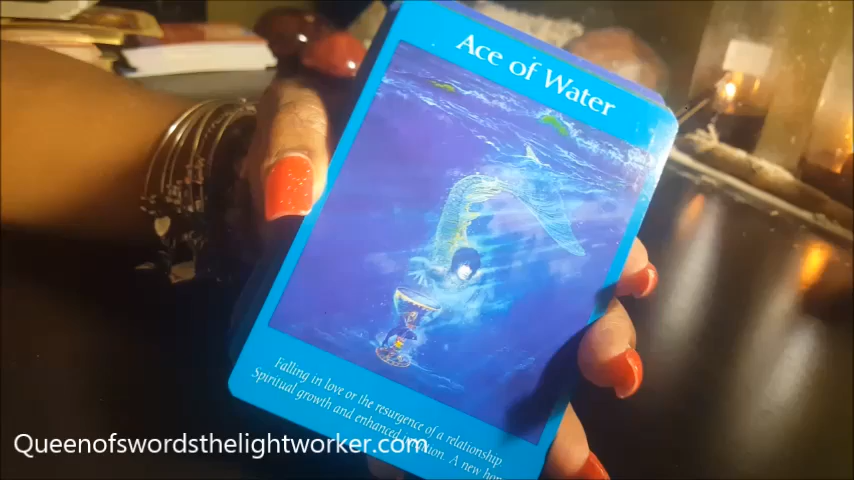 Ace of Water
Falling in love or the resurgence of a relationship
Spiritual growth and enhanced A new
Queenofswordsthelightworker.com